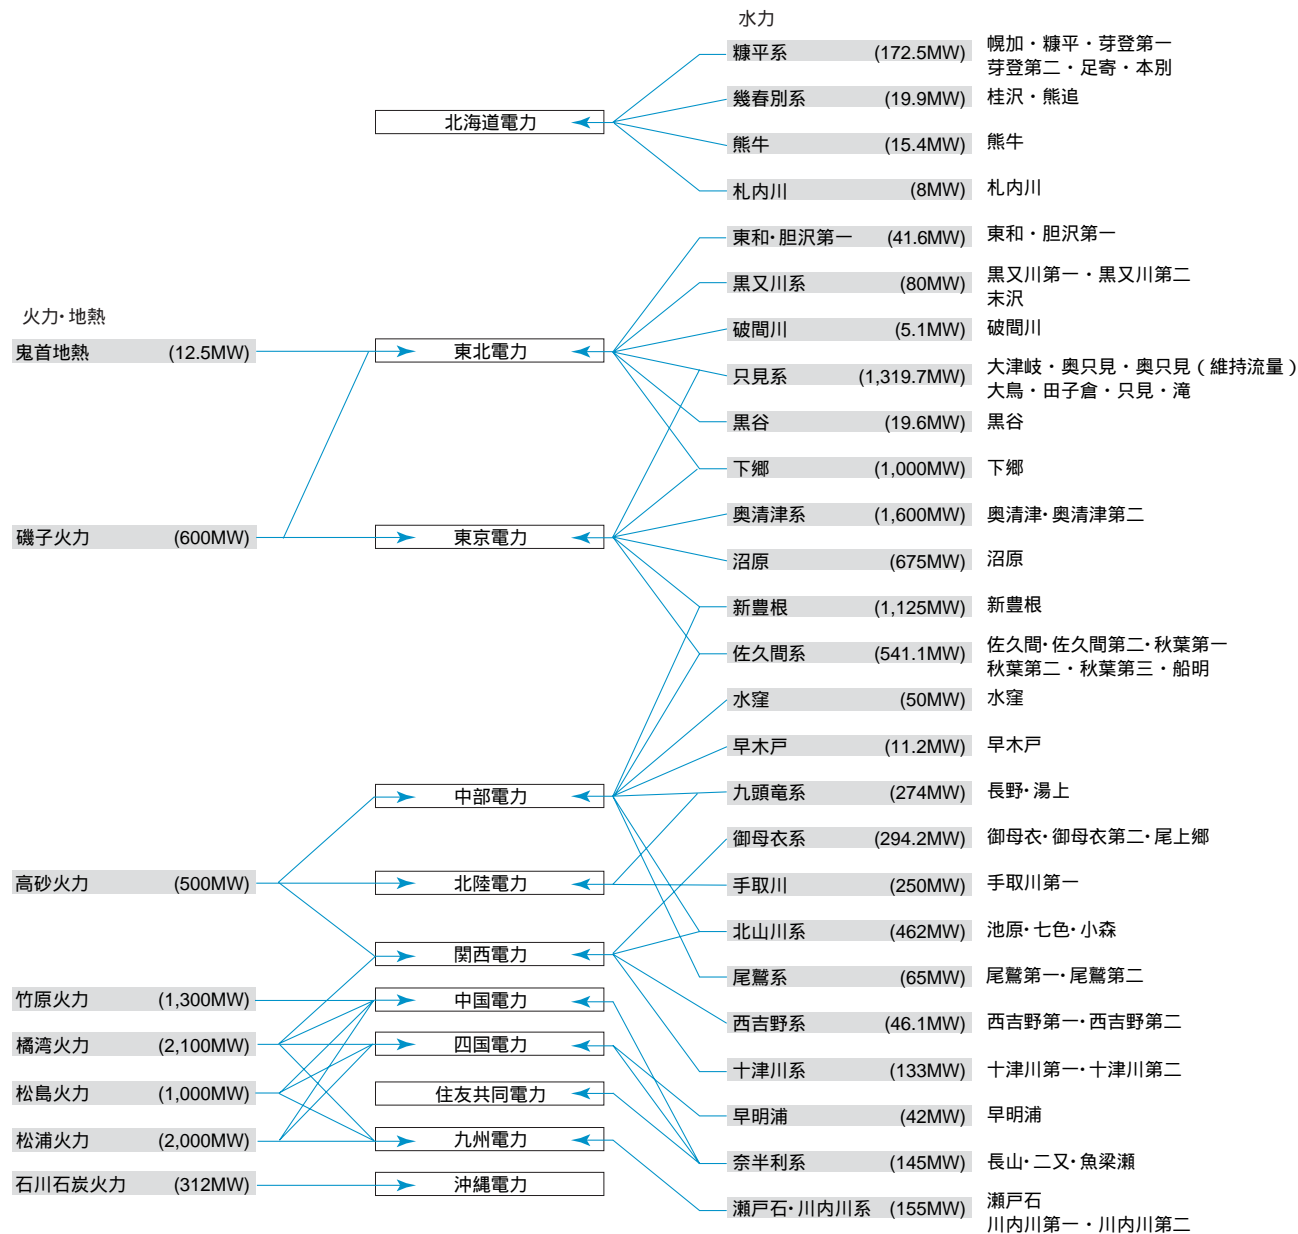 水力
糠平系 (172.5MW) 幌加・糠平・芽登第一
芽登第二・足寄・本別
幾春別系 (19.9MW) 桂沢・熊追
北海道電力
熊牛 (15.4MW) 熊牛
札内川 (8MW) 札内川
東和・胆沢第一 (41.6MW) 東和・胆沢第一
黒又川系 (80MW) 黒又川第一・黒又川第二
末沢
火力・地熱
破間川 (5.1MW) 破間川
鬼首地熱 (12.5MW)
東北電力
只見系 (1,319.7MW) 大津岐・奥只見・奥只見(維持流量)
大鳥・田子倉・只見・滝
黒谷 (19.6MW) 黒谷
下郷 (1,000MW) 下郷
奥清津系 (1,600MW) 奥清津・奥清津第二
磯子火力 (600MW)
東京電力
沼原 (675MW) 沼原
新豊根 (1,125MW) 新豊根
佐久間系 (541.1MW) 佐久間・佐久間第二・秋葉第一
秋葉第二・秋葉第三・船明
水窪 (50MW) 水窪
早木戸 (11.2MW) 早木戸
中部電力
九頭竜系 (274MW) 長野・湯上
御母衣系 (294.2MW) 御母衣・御母衣第二・尾上郷
高砂火力 (500MW)
北陸電力
手取川 (250MW) 手取川第一
北山川系 (462MW) 池原・七色・小森
関西電力
尾鷲系 (65MW) 尾鷲第一・尾鷲第二
竹原火力 (1,300MW)
中国電力
西吉野系 (46.1MW) 西吉野第一・西吉野第二
橘湾火力 (2,100MW)
四国電力
十津川系 (133MW) 十津川第一・十津川第二
松島火力 (1,000MW)
住友共同電力
早明浦 (42MW) 早明浦
松浦火力 (2,000MW)
九州電力
奈半利系 (145MW) 長山・二又・魚梁瀬
石川石炭火力 (312MW)
沖縄電力
瀬戸石・川内川系 (155MW) 瀬戸石
川内川第一・川内川第二